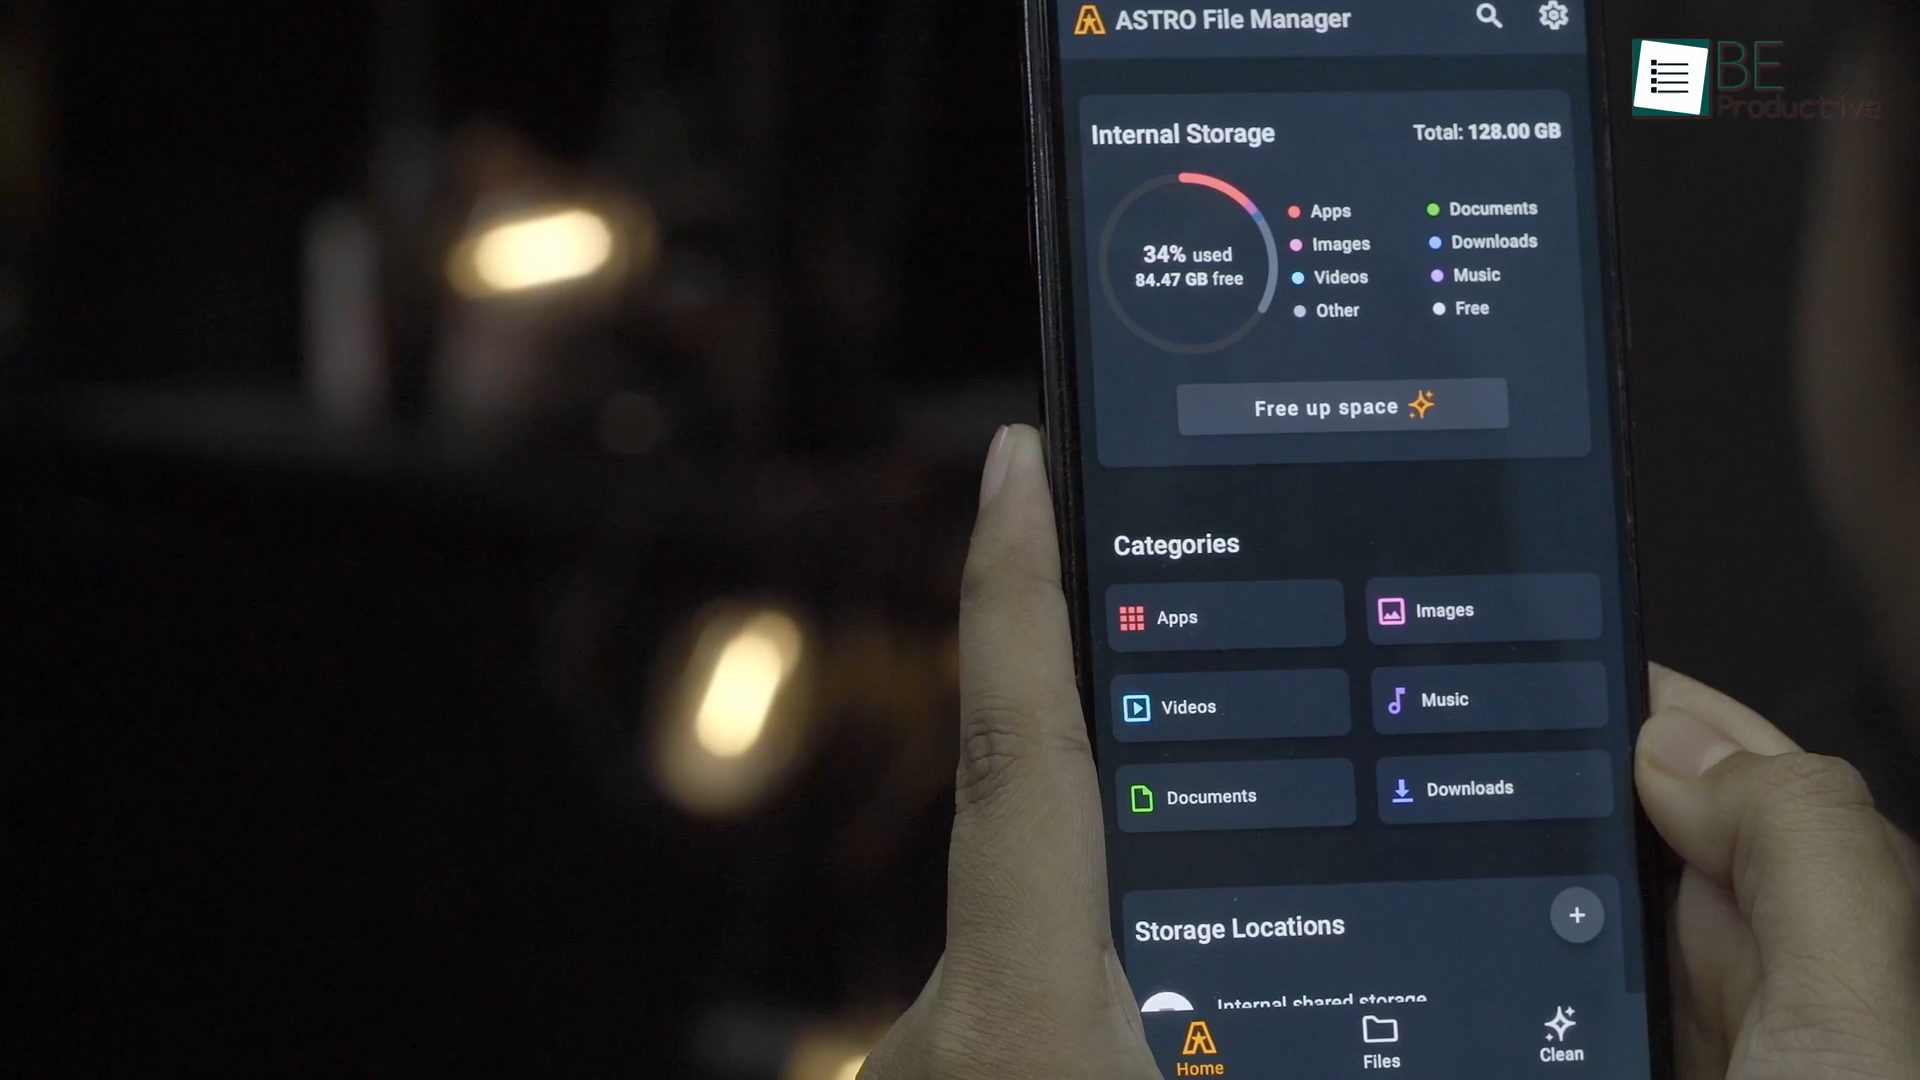 ASTRO File Manager
BE
Productive
Internal Storage
Total: 128.00 GB
34% used
84.47 GB free
Apps
Documents
Images
Downloads
Videos
Music
Other
Free
Free up space
Categories
Apps
Images
Videos
Music
Documents
Downloads
Storage Locations
+
Internal shared storage
Home
Files
Clean